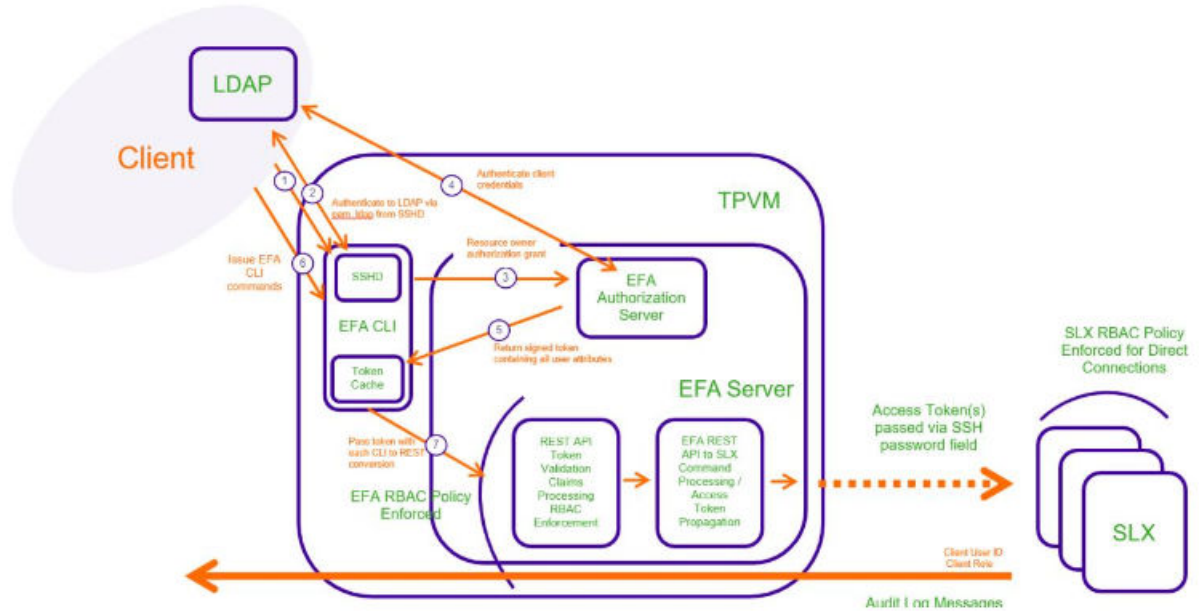 LDAP
Client
1
2
4
Authenticate client
credentials
TPVM
Authenticate to LDAP via
pam_ldap from SSHD
Issue EFA
CLI
commands
6
SSHD
Resource owner
authorization grant
3
EFA
Authorization
Server
EFA CLI
5
Return signed token
containing all user attributes
Token
Cache
EFA Server
SLX RBAC Policy
Enforced for Direct
Connections
Access Token(s)
passed via SSH
password field
Pass token with
each CLI to REST
conversion
7
EFA RBAC Policy
Enforced
REST API
Token
Validation
Claims
Processing
RBAC
Enforcement
EFA REST
API to SLX
Command
Processing /
Access
Token
Propagation
SLX
Client User ID
Client Role
Audit Log Messages